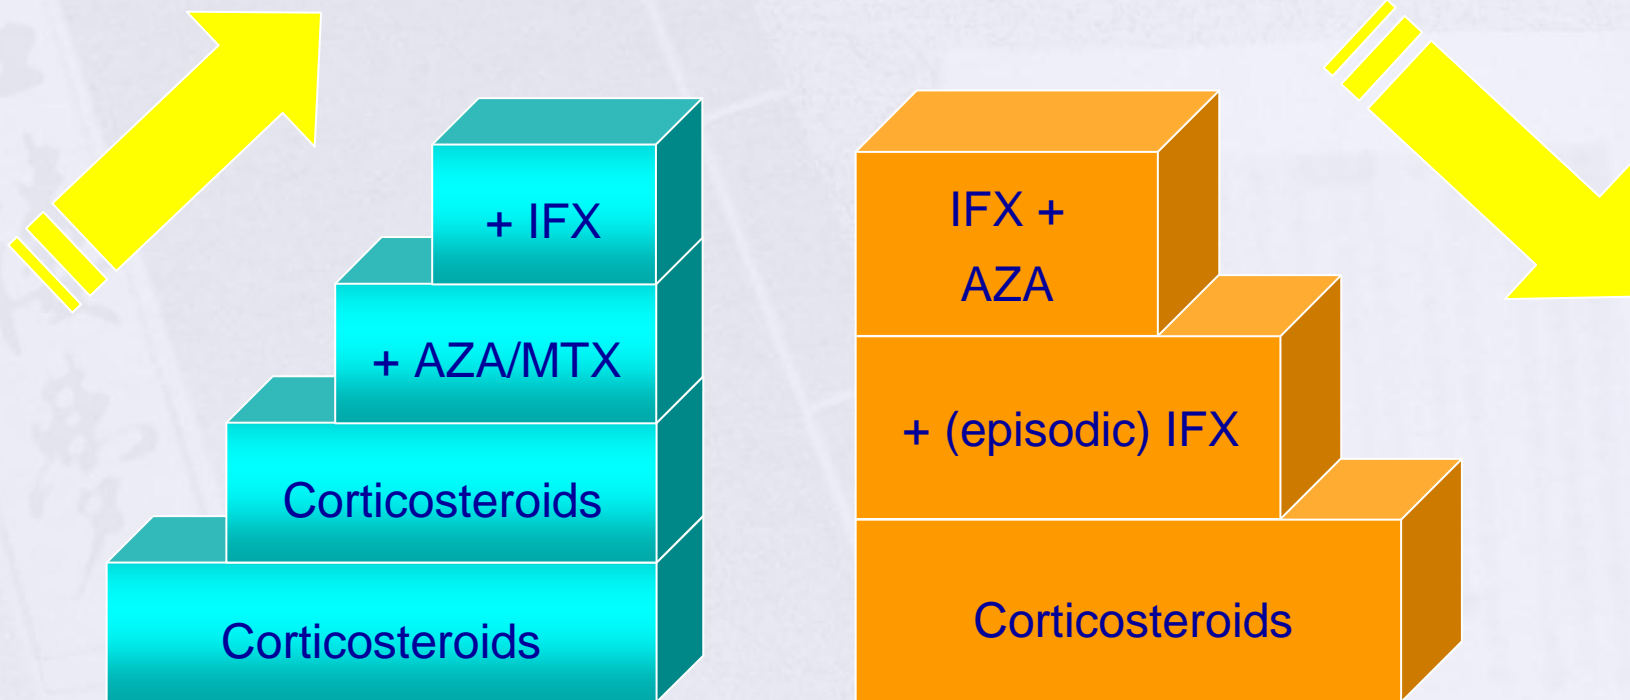 + IFX
+ AZA/MTX
Corticosteroids
Corticosteroids
IFX +
AZA
+ (episodic) IFX
Corticosteroids